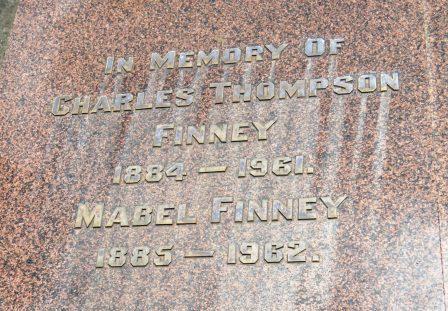 In Memory Of
Charles Thompson
Finney
1884 — 1961.
Mabel Finney
1885 — 1962.